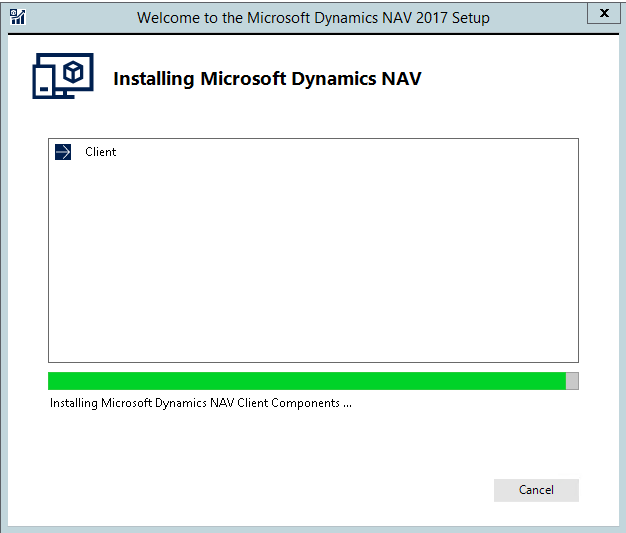 Welcome to the Microsoft Dynamics NAV 2017 Setup
x
Installing Microsoft Dynamics NAV
Client
Installing Microsoft Dynamics NAV Client Components ...
Cancel